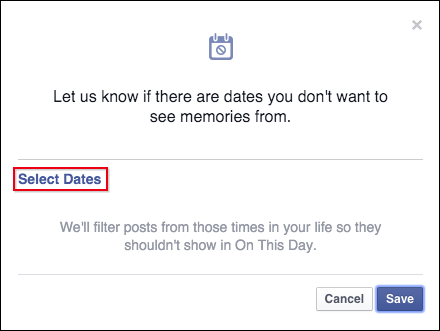 ×
Let us know if there are dates you don't want to
see memories from.
Select Dates
We'll filter posts from those times in your life so they
shouldn't show in On This Day.
Cancel Save